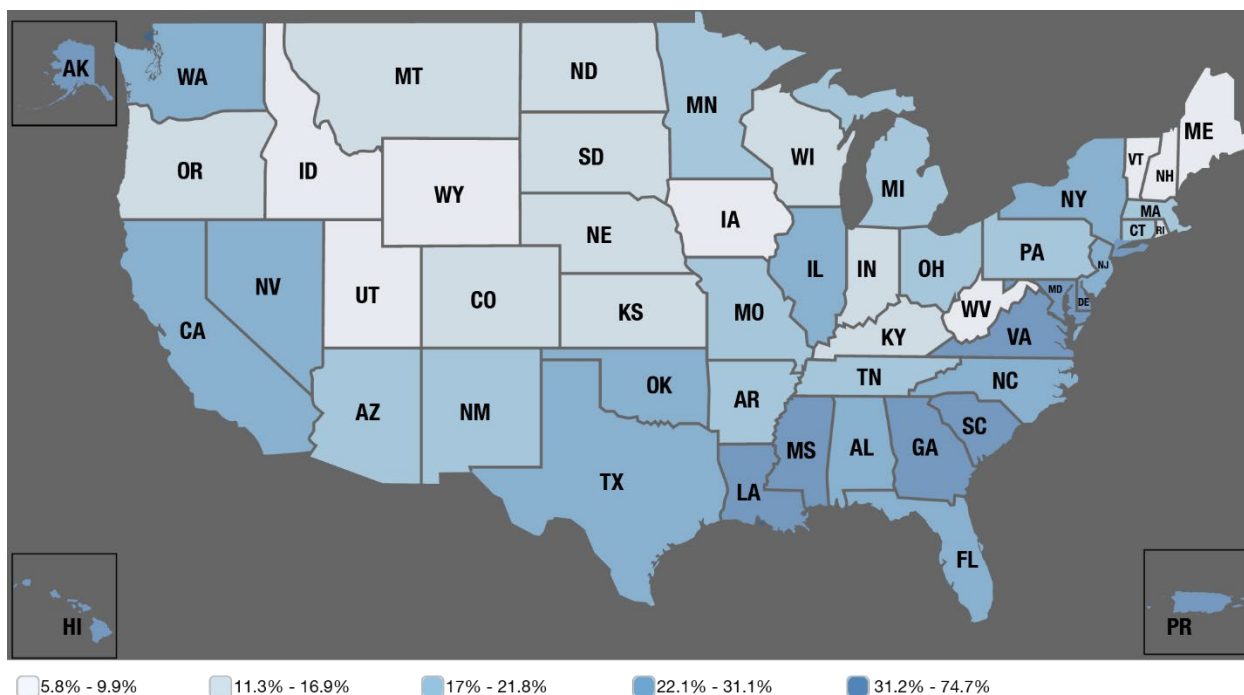 AK
WA
MT
ND
MN
ME
OR
ID
SD
WI
VT
NH
WY
MI
NY
MA
CT
RI
IA
NE
PA
NV
UT
CO
IL
IN
OH
NJ
MD
DE
KS
MO
WV
CA
KY
VA
TN
NC
AZ
NM
OK
AR
SC
MS
AL
GA
TX
LA
FL
HI
PR
5.8% - 9.9%
11.3% - 16.9%
17% - 21.8%
22.1% - 31.1%
31.2% - 74.7%